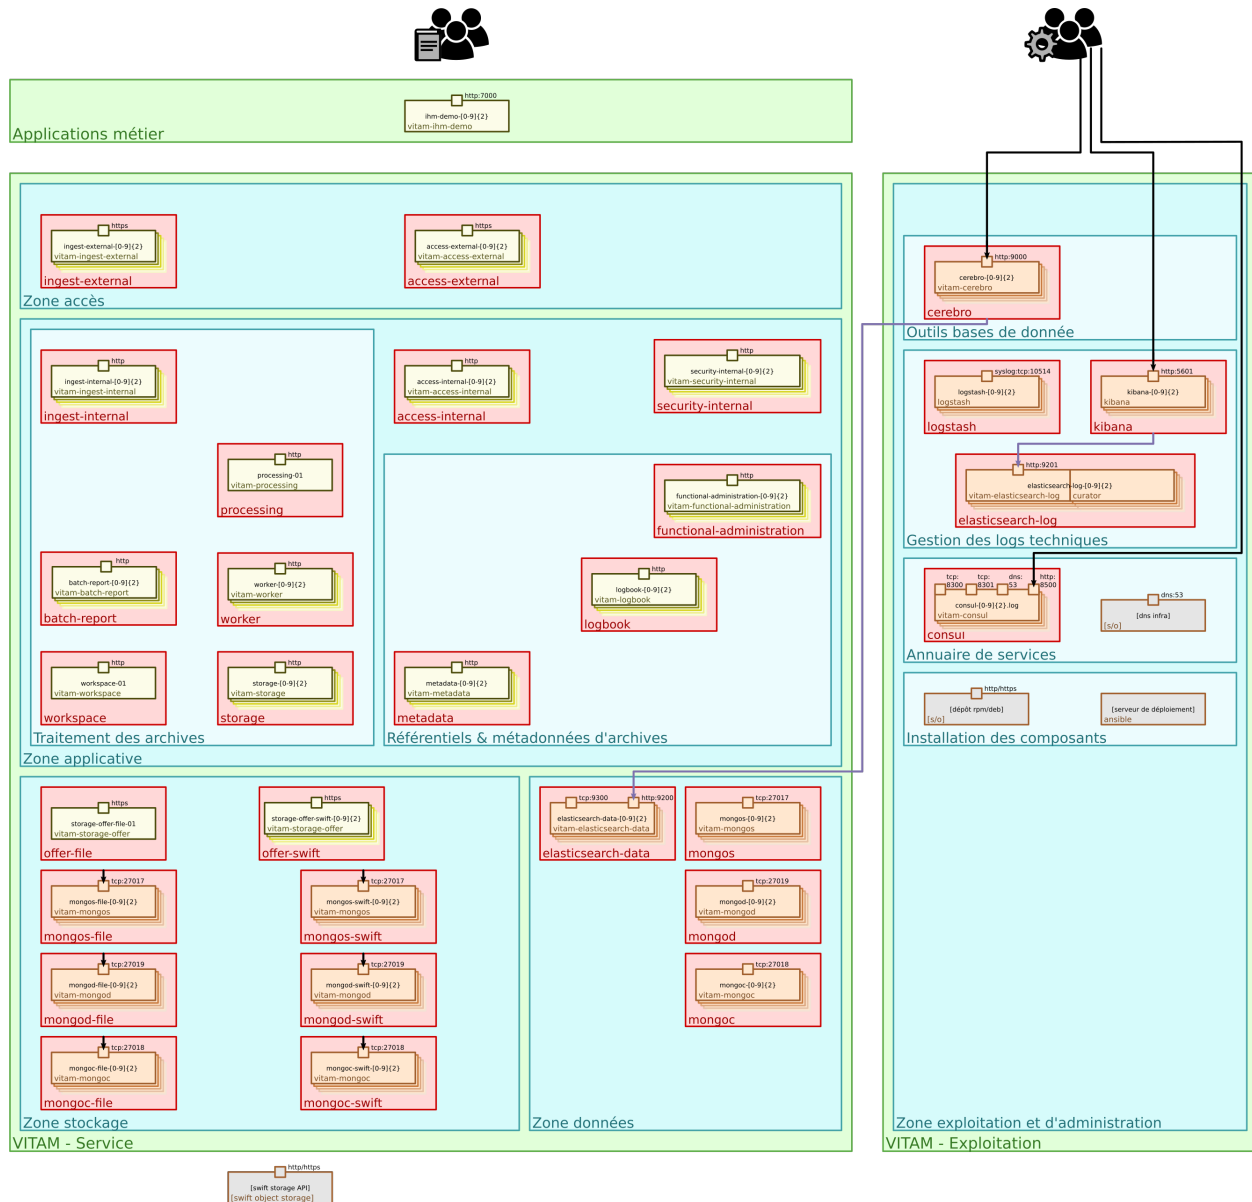 http:7000
ihm-demo-[0-9]{2}
vitam-ihm-demo
Applications métier
https
ingest-external-[0-9]{2}
vitam-ingest-external
ingest-external
https
access-external-[0-9]{2}
vitam-access-external
access-external
Zone accès
http
ingest-internal-[0-9]{2}
vitam-ingest-internal
ingest-internal
http
access-internal-[0-9]{2}
vitam-access-internal
access-internal
http
security-internal-[0-9]{2}
vitam-security-internal
security-internal
http
processing-01
vitam-processing
processing
http
functional-administration-[0-9]{2}
vitam-functional-administration
functional-administration
http
batch-report-[0-9]{2}
vitam-batch-report
batch-report
http
worker-[0-9]{2}
vitam-worker
worker
http
logbook-[0-9]{2}
vitam-logbook
logbook
http
workspace-01
vitam-workspace
workspace
http
storage-[0-9]{2}
vitam-storage
storage
http
metadata-[0-9]{2}
vitam-metadata
metadata
Traitement des archives
Référentiels & métadonnées d'archives
Zone applicative
https
storage-offer-file-01
vitam-storage-offer
offer-file
https
storage-offer-swift-[0-9]{2}
vitam-storage-offer
offer-swift
tcp:27017
mongos-file-[0-9]{2}
vitam-mongos
mongos-file
tcp:27017
mongos-swift-[0-9]{2}
vitam-mongos
mongos-swift
tcp:27019
mongod-file-[0-9]{2}
vitam-mongod
mongod-file
tcp:27019
mongod-swift-[0-9]{2}
vitam-mongod
mongod-swift
tcp:27018
mongoc-file-[0-9]{2}
vitam-mongoc
mongoc-file
tcp:27018
mongoc-swift-[0-9]{2}
vitam-mongoc
mongoc-swift
Zone stockage
tcp:9300
http:9200
elasticsearch-data-[0-9]{2}
vitam-elasticsearch-data
elasticsearch-data
tcp:27017
mongos-[0-9]{2}
vitam-mongos
mongos
tcp:27019
mongod-[0-9]{2}
vitam-mongod
mongod
tcp:27018
mongoc-[0-9]{2}
vitam-mongoc
mongoc
Zone données
VITAM - Service
http/https
[swift storage API]
[swift object storage]
http:9000
cerebro-[0-9]{2}
vitam-cerebro
cerebro
Outils bases de donnée
syslog:tcp:10514
logstash-[0-9]{2}
logstash
logstash
http:5601
kibana-[0-9]{2}
kibana
kibana
http:9201
elasticsearch-log-[0-9]{2}
vitam-elasticsearch-log
curator
elasticsearch-log
Gestion des logs techniques
tcp:
8300
tcp:
8301
dns:
53
http:
8500
consul-[0-9]{2}.log
vitam-consul
consul
dns:53
[dns infra]
[s/o]
Annuaire de services
http/https
[dépôt rpm/deb]
[s/o]
[serveur de déploiement]
ansible
Installation des composants
Zone exploitation et d'administration
VITAM - Exploitation